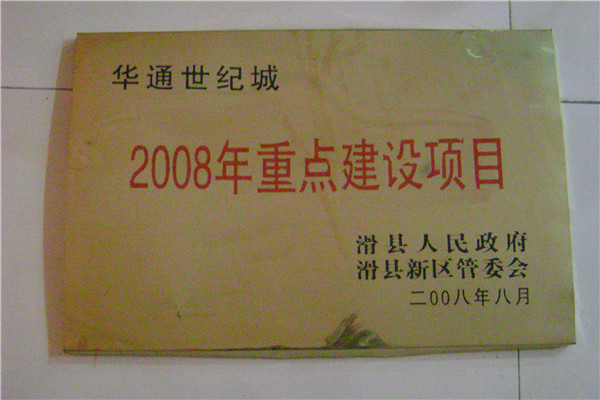 华通世纪城
2008年重点建设项目
滑县人民政府
滑县新区管委会
二00八年八月